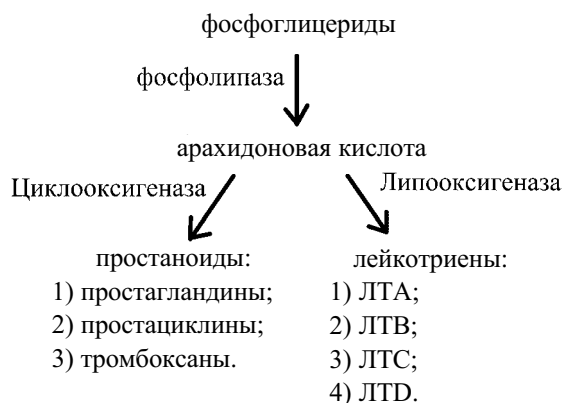 фосфоглицериды
фосфолипаза
арахидоновая кислота
Циклооксигеназа
Липооксигеназа
простаноиды:
1) простагландины;
2) простациклины;
3) тромбоксаны.
лейкотриены:
1) ЛТА;
2) ЛТВ;
3) ЛТС;
4) ЛТD.